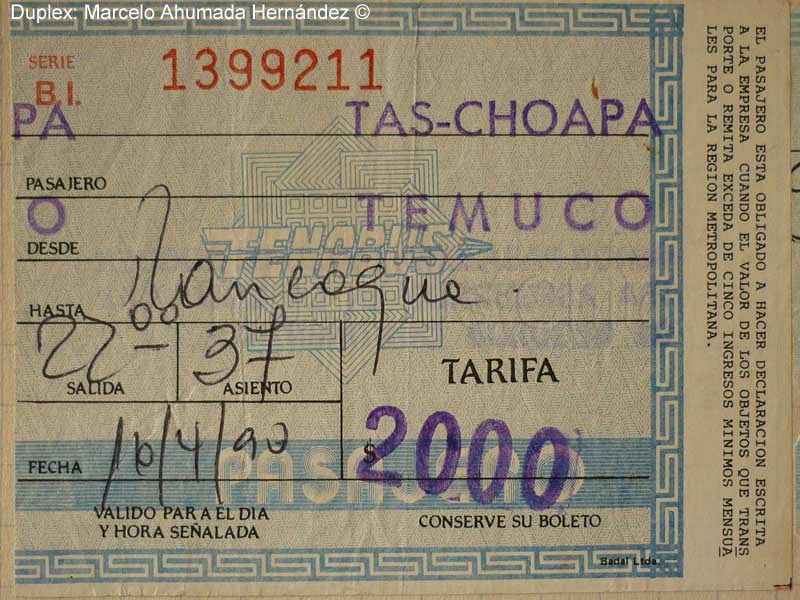 Duplex: Marcelo Ahumada Hernández ©
SERIE
B.I.
1399211
PA TAS-CHOAPA
PASAJERO
O TEMUCO
DESDE
TENCBUS
HASTA Rancagua.
22:00 37
SALIDA ASIENTO
TARIFA
FECHA 16/4/90
$ 2000
PASAJERO
VALIDO PARA EL DIA
Y HORA SEÑALADA
CONSERVE SU BOLETO
Badal Ltda.
EL PASAJERO ESTA OBLIGADO A HACER DECLARACION ESCRITA
A LA EMPRESA CUANDO EL VALOR DE LOS OBJETOS QUE TRANS
PORTE O REMITA EXCEDA DE CINCO INGRESOS MINIMOS MENSUA
LES PARA LA REGION METROPOLITANA.